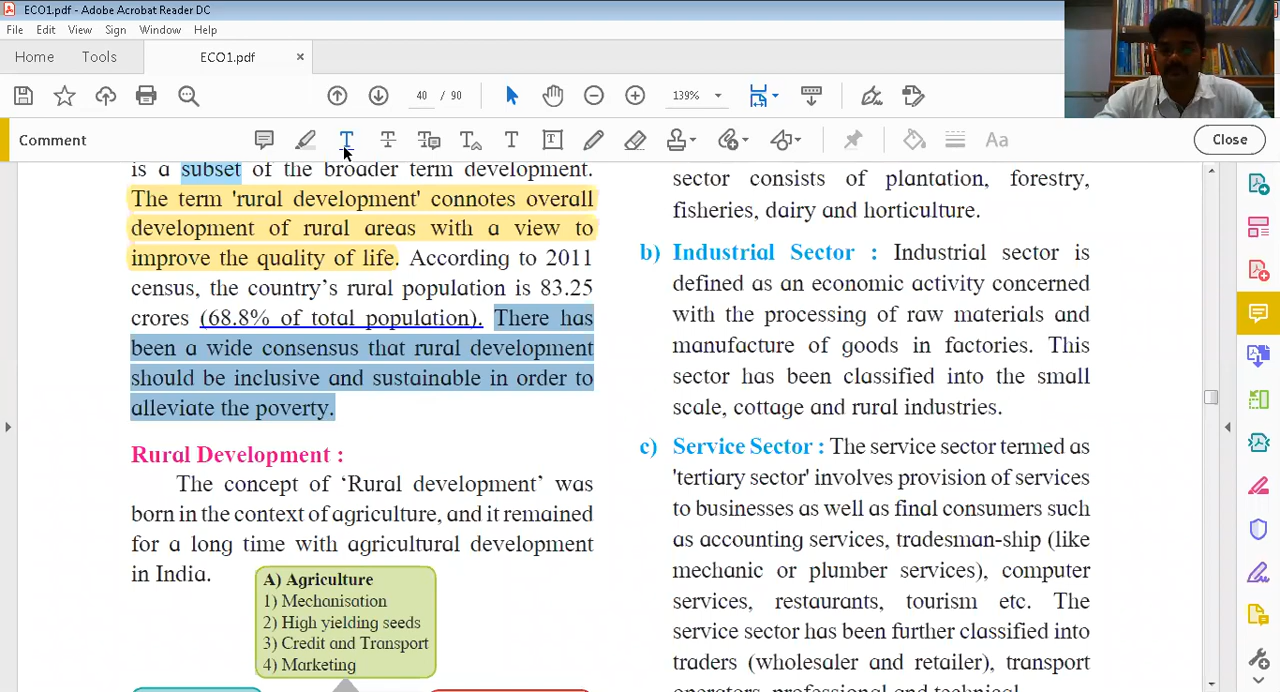 ECO1.pdf - Adobe Acrobat Reader DC
File Edit View Sign Window Help
Home Tools ECO1.pdf ×
40 / 90 139%
Comment
T T T T T T Aa Close
is a subset of the broader term development.
The term 'rural development' connotes overall
development of rural areas with a view to
improve the quality of life. According to 2011
census, the country’s rural population is 83.25
crores (68.8% of total population). There has
been a wide consensus that rural development
should be inclusive and sustainable in order to
alleviate the poverty.
Rural Development :
The concept of ‘Rural development’ was
born in the context of agriculture, and it remained
for a long time with agricultural development
in India.
A) Agriculture
1) Mechanisation
2) High yielding seeds
3) Credit and Transport
4) Marketing
sector consists of plantation, forestry,
fisheries, dairy and horticulture.
b) Industrial Sector : Industrial sector is
defined as an economic activity concerned
with the processing of raw materials and
manufacture of goods in factories. This
sector has been classified into the small
scale, cottage and rural industries.
c) Service Sector : The service sector termed as
'tertiary sector' involves provision of services
to businesses as well as final consumers such
as accounting services, tradesman-ship (like
mechanic or plumber services), computer
services, restaurants, tourism etc. The
service sector has been further classified into
traders (wholesaler and retailer), transport
operators, professional and technical